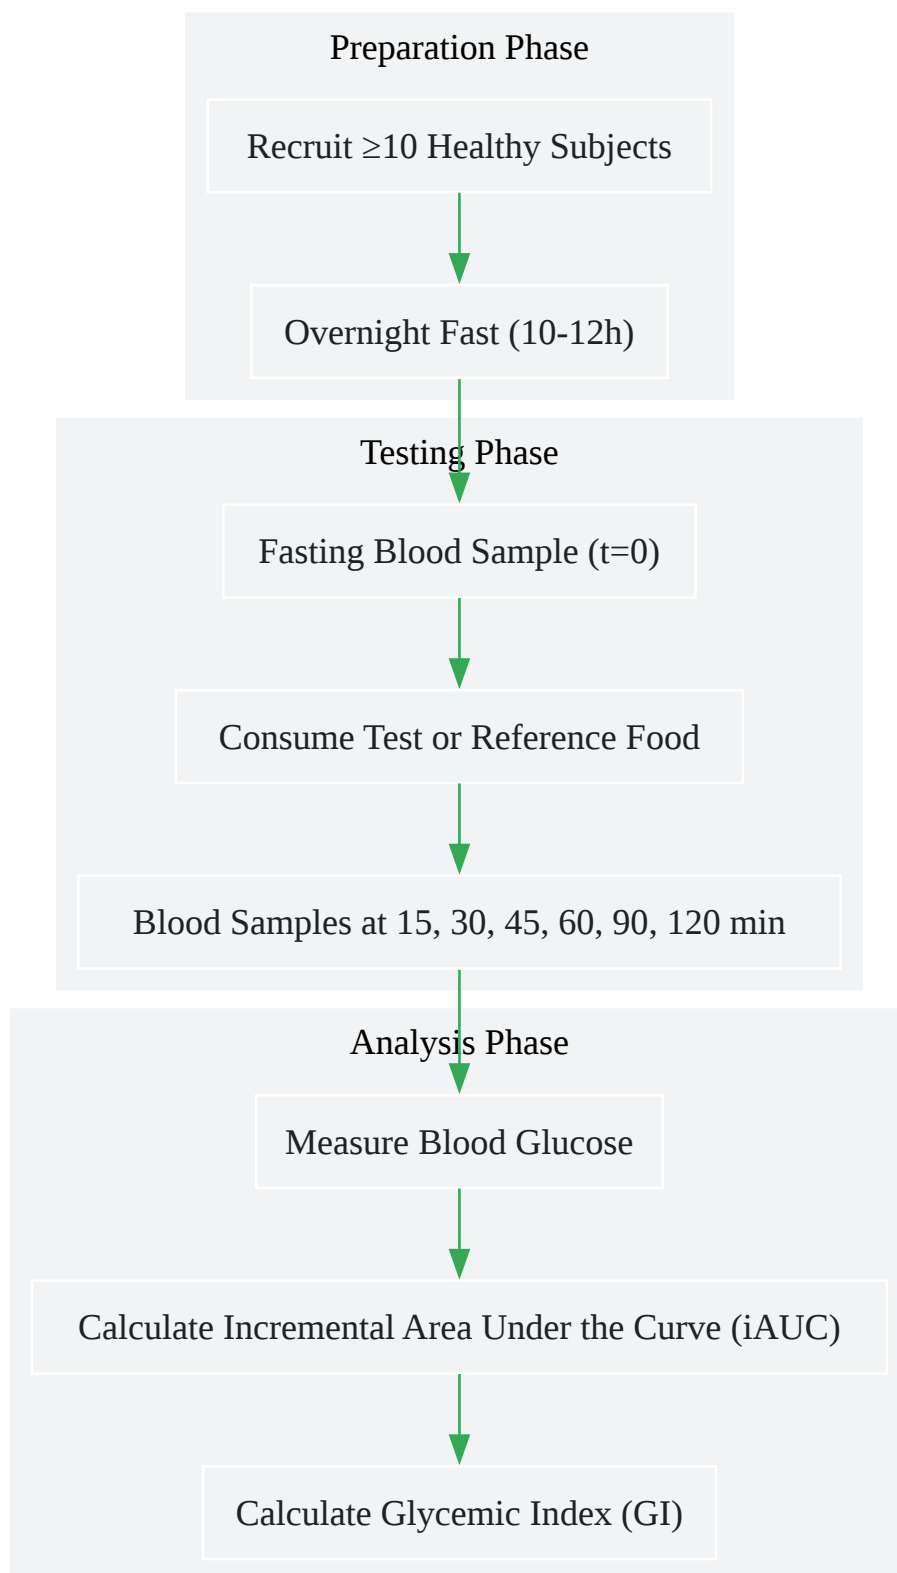 Preparation Phase
Recruit ≥10 Healthy Subjects
Overnight Fast (10-12h)
Testing Phase
Fasting Blood Sample (t=0)
Consume Test or Reference Food
Blood Samples at 15, 30, 45, 60, 90, 120 min
Analysis Phase
Measure Blood Glucose
Calculate Incremental Area Under the Curve (iAUC)
Calculate Glycemic Index (GI)